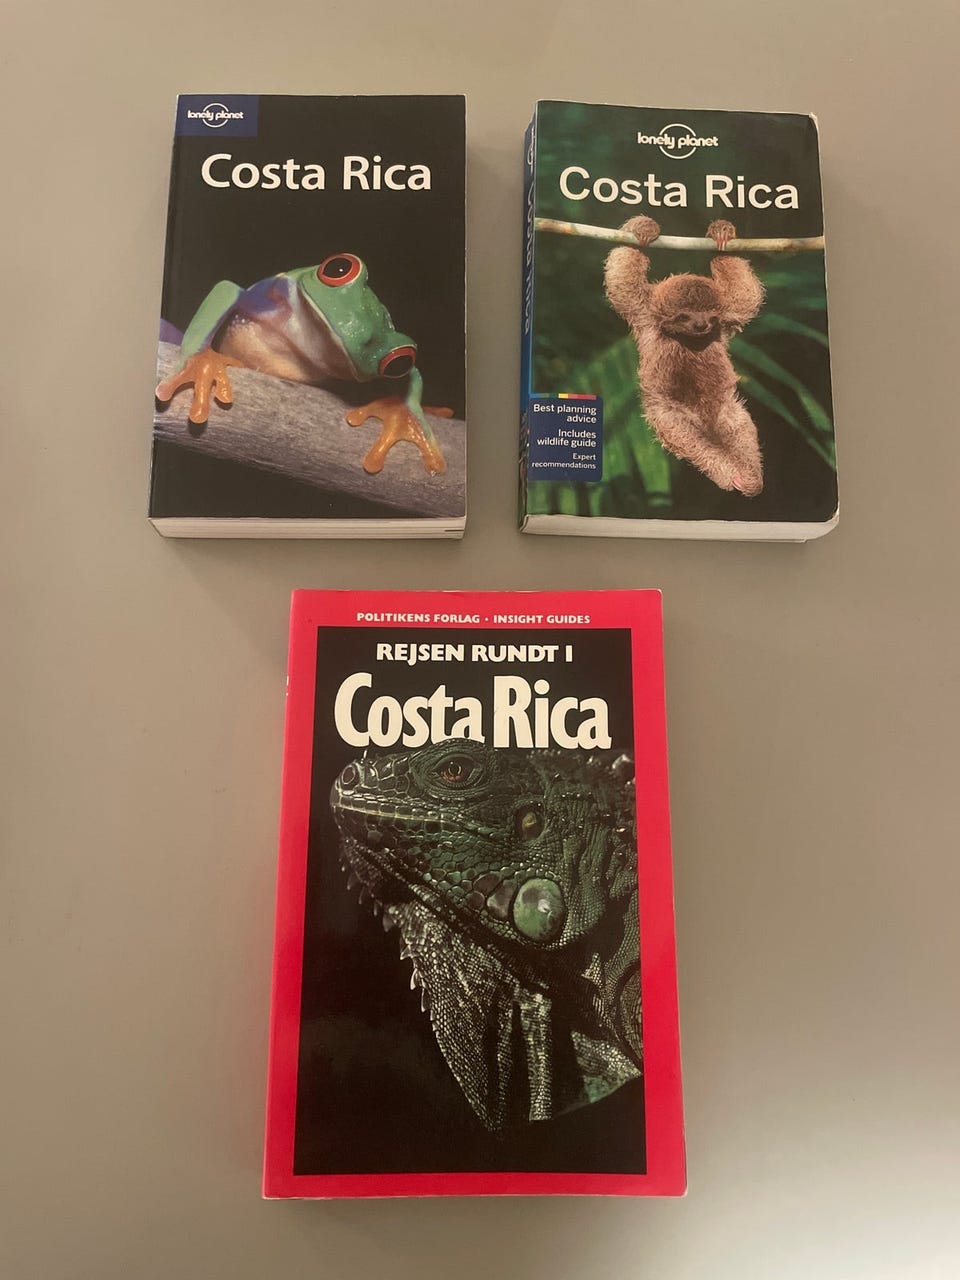 lonely planet
Costa Rica
lonely planet
Costa Rica
Best planning
advice
Includes
wildlife guide
Expert
recommendations
POLITIKENS FORLAG • INSIGHT GUIDES
REJSEN RUNDT I
Costa Rica